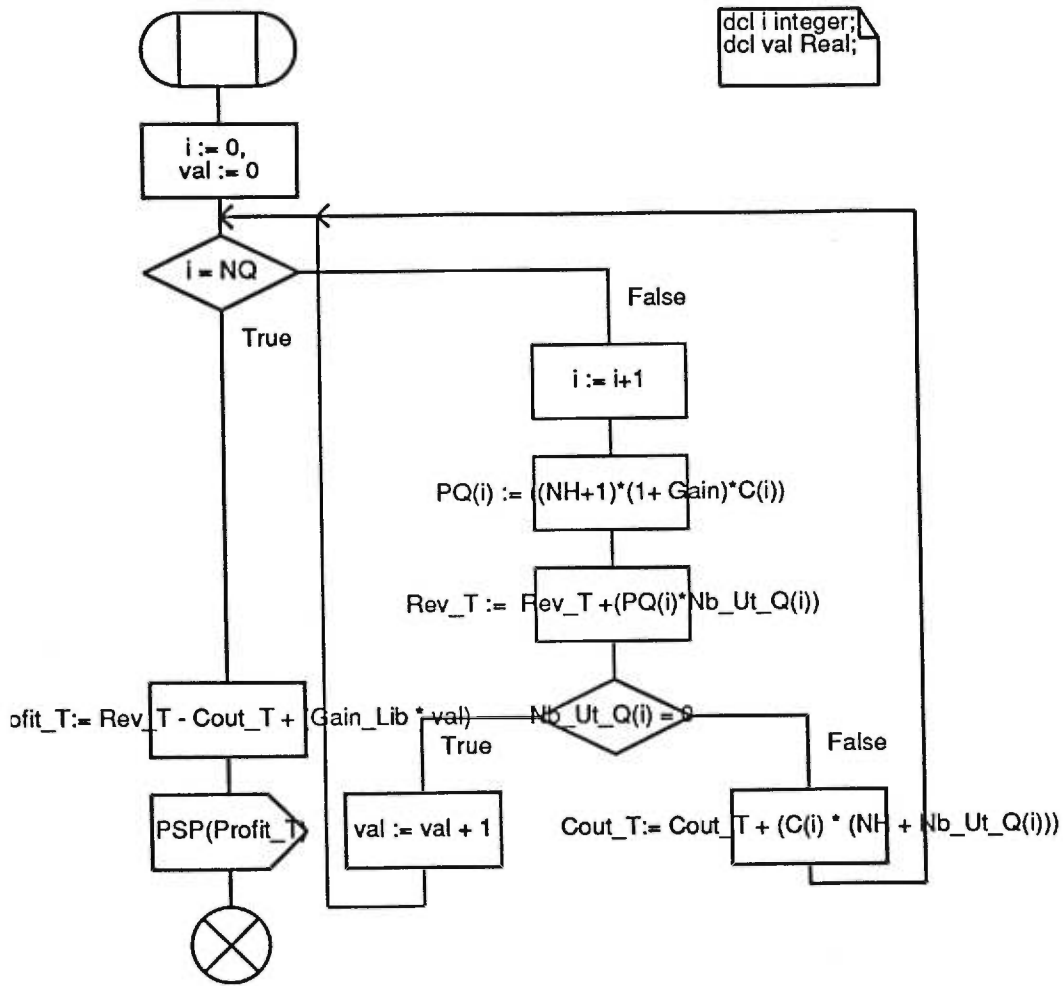 dcl i integer;
dcl val Real;
i := 0,
val := 0
i = NQ
False
True
i := i+1
PQ(i) := ((NH+1)*(1+ Gain)*C(i))
Rev_T := Rev_T +(PQ(i)*Nb_Ut_Q(i))
ofit_T:= Rev_T - Cout_T + (Gain_Lib * val)
Nb_Ut_Q(i) = 0
True
False
PSP(Profit_T)
val := val + 1
Cout_T:= Cout_T + (C(i) * (NH + Nb_Ut_Q(i)))